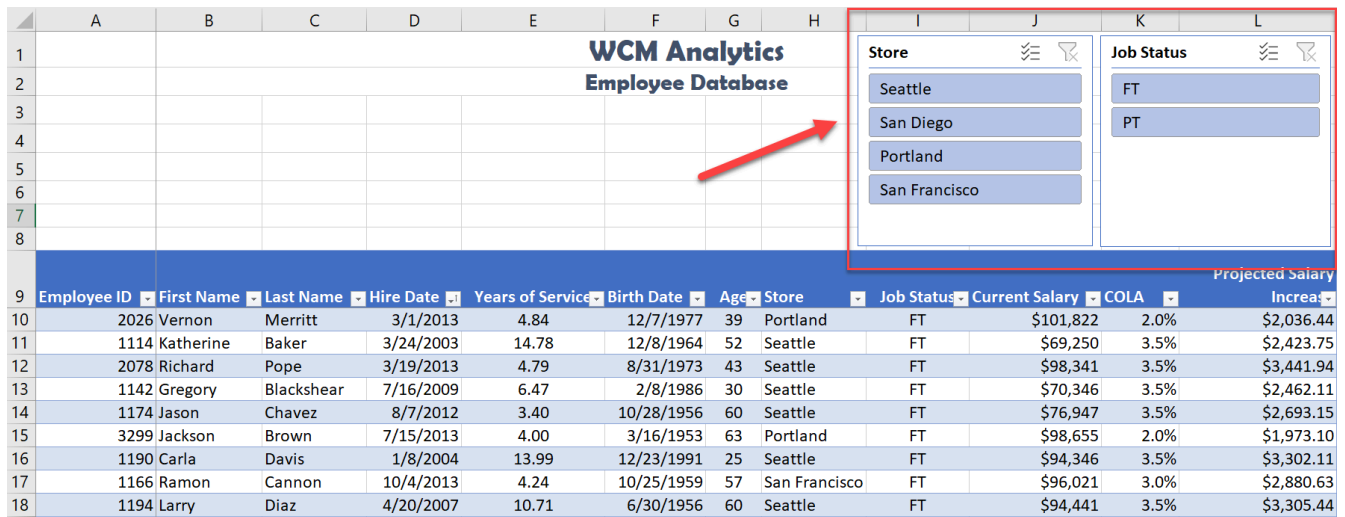 A B C D E F G H I J K L
1 WCM Analytics Store Job Status
2 Employee Database Seattle FT
3 San Diego PT
4 Portland
5 San Francisco
6
7
8
Projected Salary
9 Employee ID First Name Last Name Hire Date Years of Service Birth Date Age Store Job Status Current Salary COLA Increas
10 2026 Vernon Merritt 3/1/2013 4.84 12/7/1977 39 Portland FT $101,822 2.0% $2,036.44
11 1114 Katherine Baker 3/24/2003 14.78 12/8/1964 52 Seattle FT $69,250 3.5% $2,423.75
12 2078 Richard Pope 3/19/2013 4.79 8/31/1973 43 Seattle FT $98,341 3.5% $3,441.94
13 1142 Gregory Blackshear 7/16/2009 6.47 2/8/1986 30 Seattle FT $70,346 3.5% $2,462.11
14 1174 Jason Chavez 8/7/2012 3.40 10/28/1956 60 Seattle FT $76,947 3.5% $2,693.15
15 3299 Jackson Brown 7/15/2013 4.00 3/16/1953 63 Portland FT $98,655 2.0% $1,973.10
16 1190 Carla Davis 1/8/2004 13.99 12/23/1991 25 Seattle FT $94,346 3.5% $3,302.11
17 1166 Ramon Cannon 10/4/2013 4.24 10/25/1959 57 San Francisco FT $96,021 3.0% $2,880.63
18 1194 Larry Diaz 4/20/2007 10.71 6/30/1956 60 Seattle FT $94,441 3.5% $3,305.44